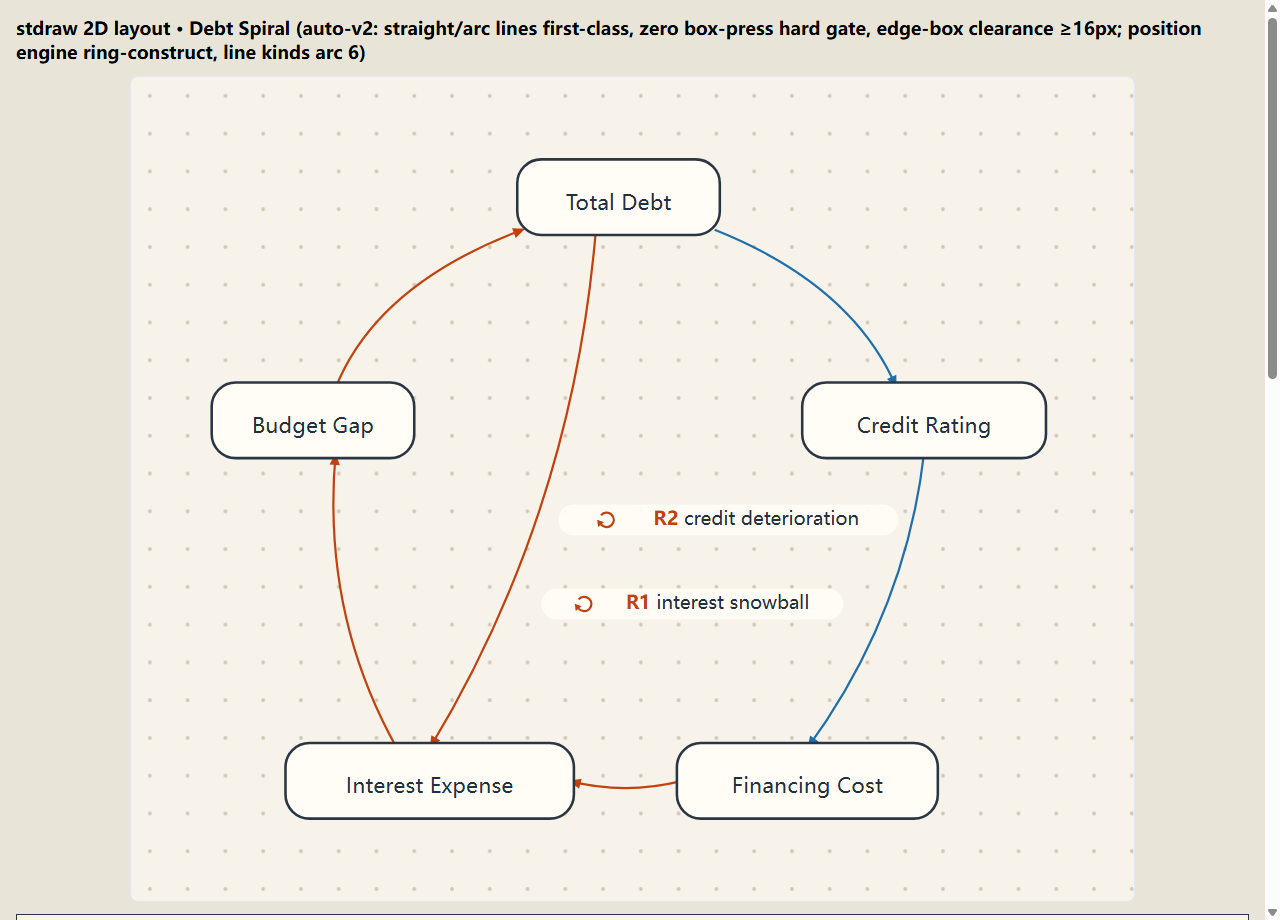 stdraw 2D layout • Debt Spiral (auto-v2: straight/arc lines first-class, zero box-press hard gate, edge-box clearance ≥16px; position
engine ring-construct, line kinds arc 6)
Total Debt
Budget Gap
Credit Rating
R2 credit deterioration
R1 interest snowball
Interest Expense
Financing Cost